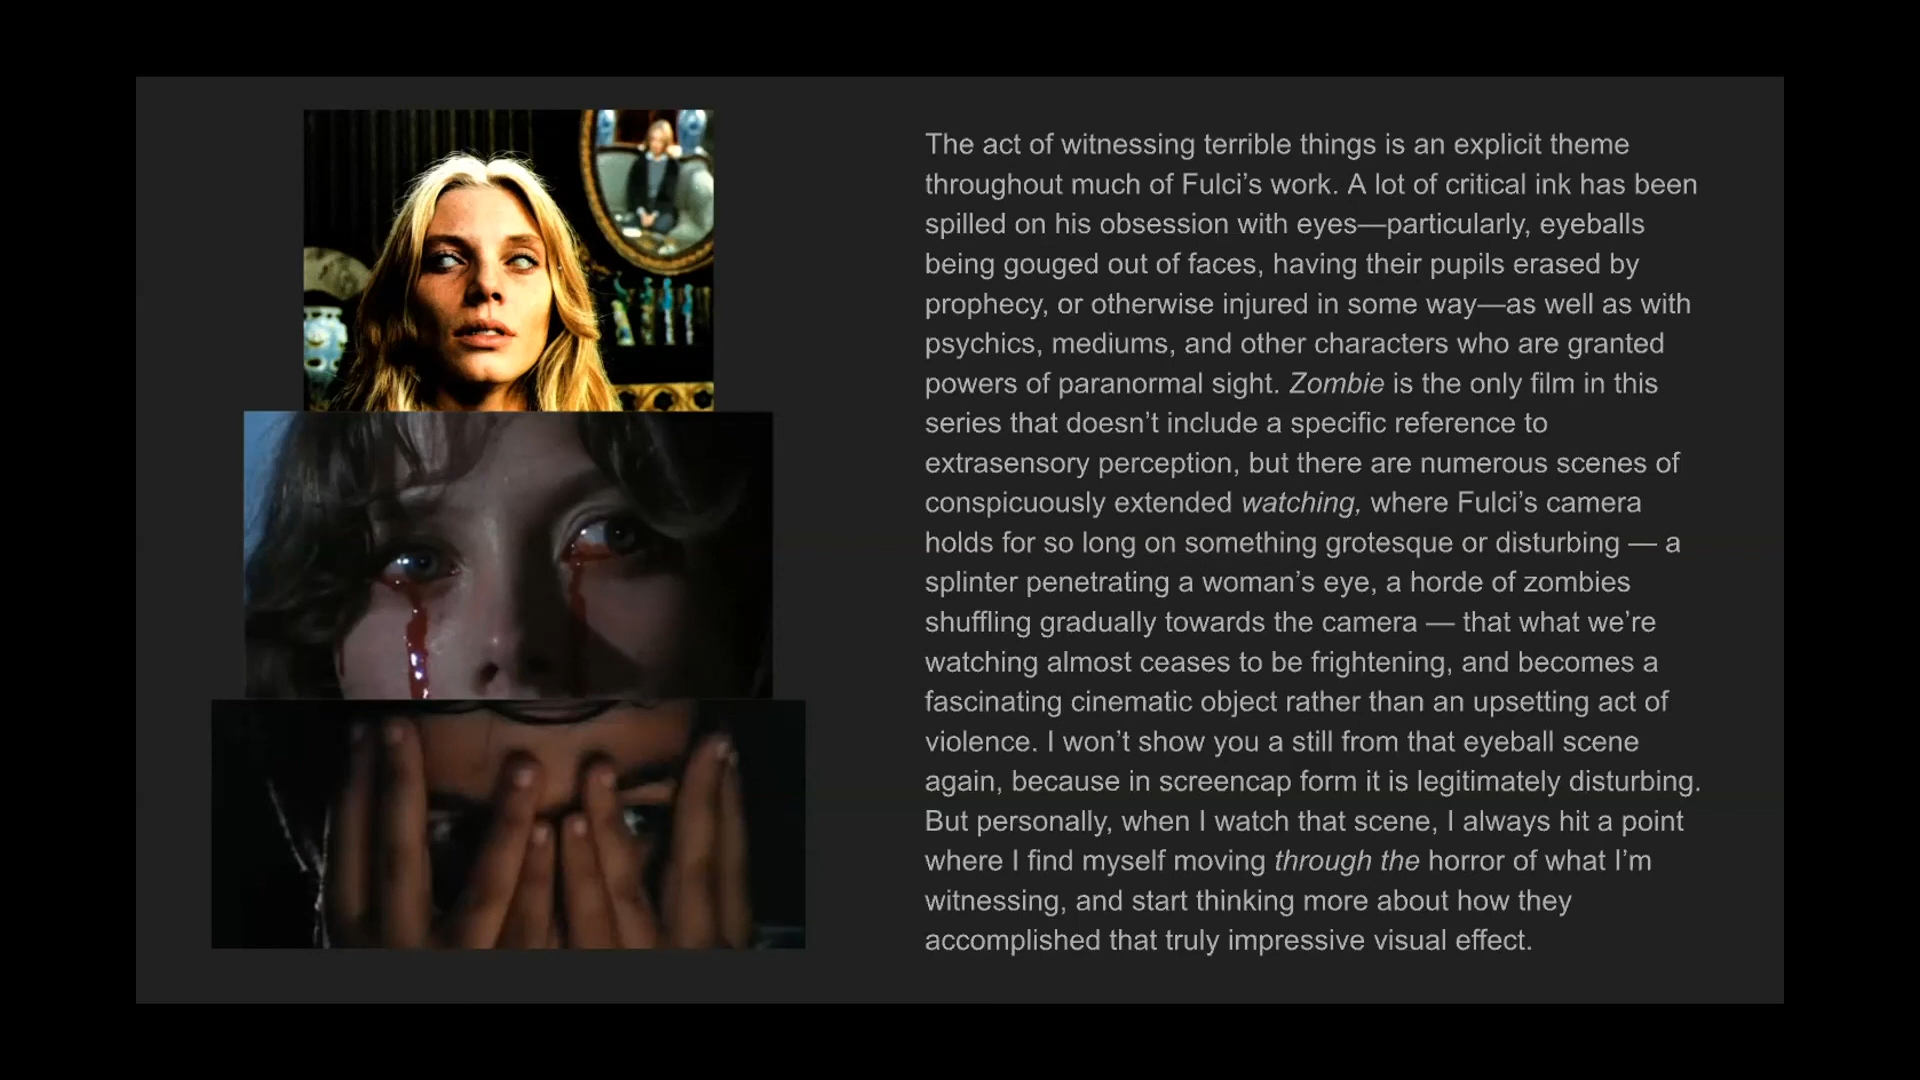 The act of witnessing terrible things is an explicit theme
throughout much of Fulci’s work. A lot of critical ink has been
spilled on his obsession with eyes—particularly, eyeballs
being gouged out of faces, having their pupils erased by
prophecy, or otherwise injured in some way—as well as with
psychics, mediums, and other characters who are granted
powers of paranormal sight. Zombie is the only film in this
series that doesn’t include a specific reference to
extrasensory perception, but there are numerous scenes of
conspicuously extended watching, where Fulci’s camera
holds for so long on something grotesque or disturbing — a
splinter penetrating a woman’s eye, a horde of zombies
shuffling gradually towards the camera — that what we’re
watching almost ceases to be frightening, and becomes a
fascinating cinematic object rather than an upsetting act of
violence. I won’t show you a still from that eyeball scene
again, because in screencap form it is legitimately disturbing.
But personally, when I watch that scene, I always hit a point
where I find myself moving through the horror of what I’m
witnessing, and start thinking more about how they
accomplished that truly impressive visual effect.